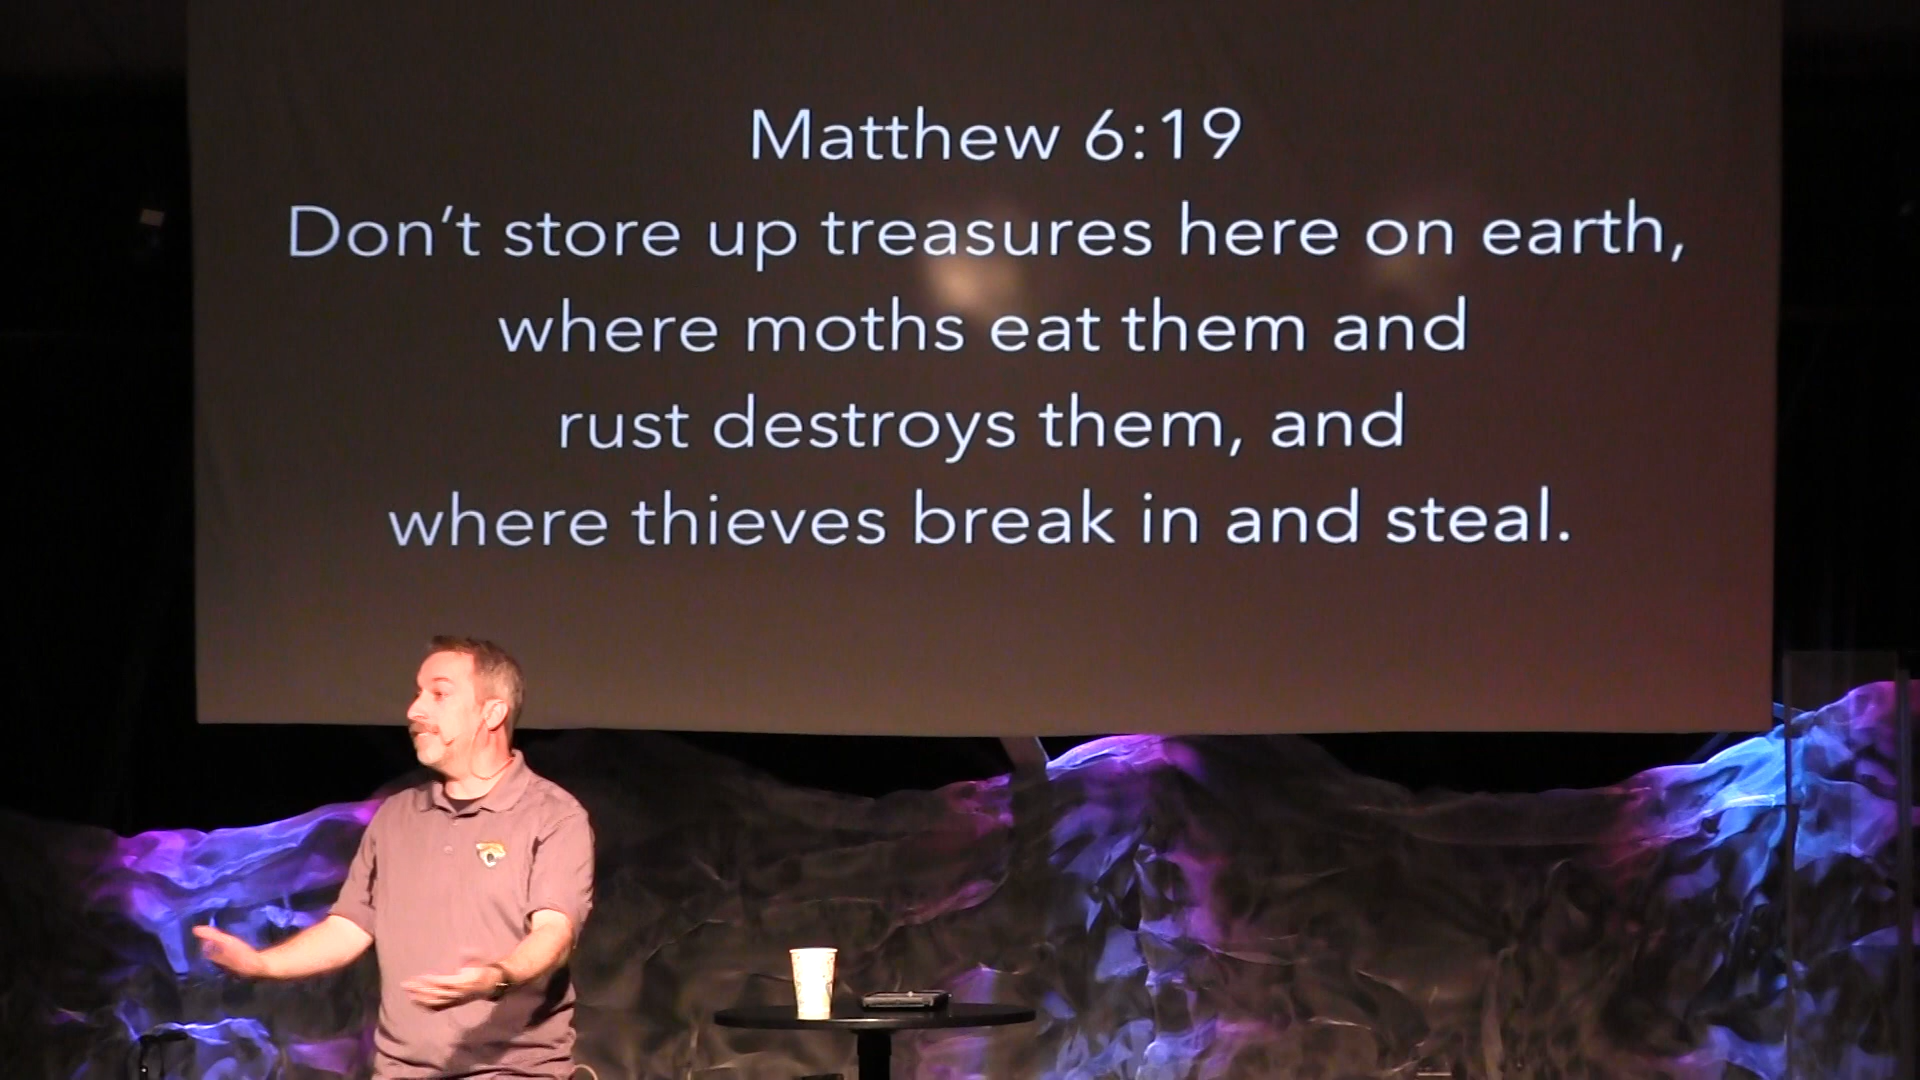 Matthew 6:19
Don’t store up treasures here on earth,
where moths eat them and
rust destroys them, and
where thieves break in and steal.